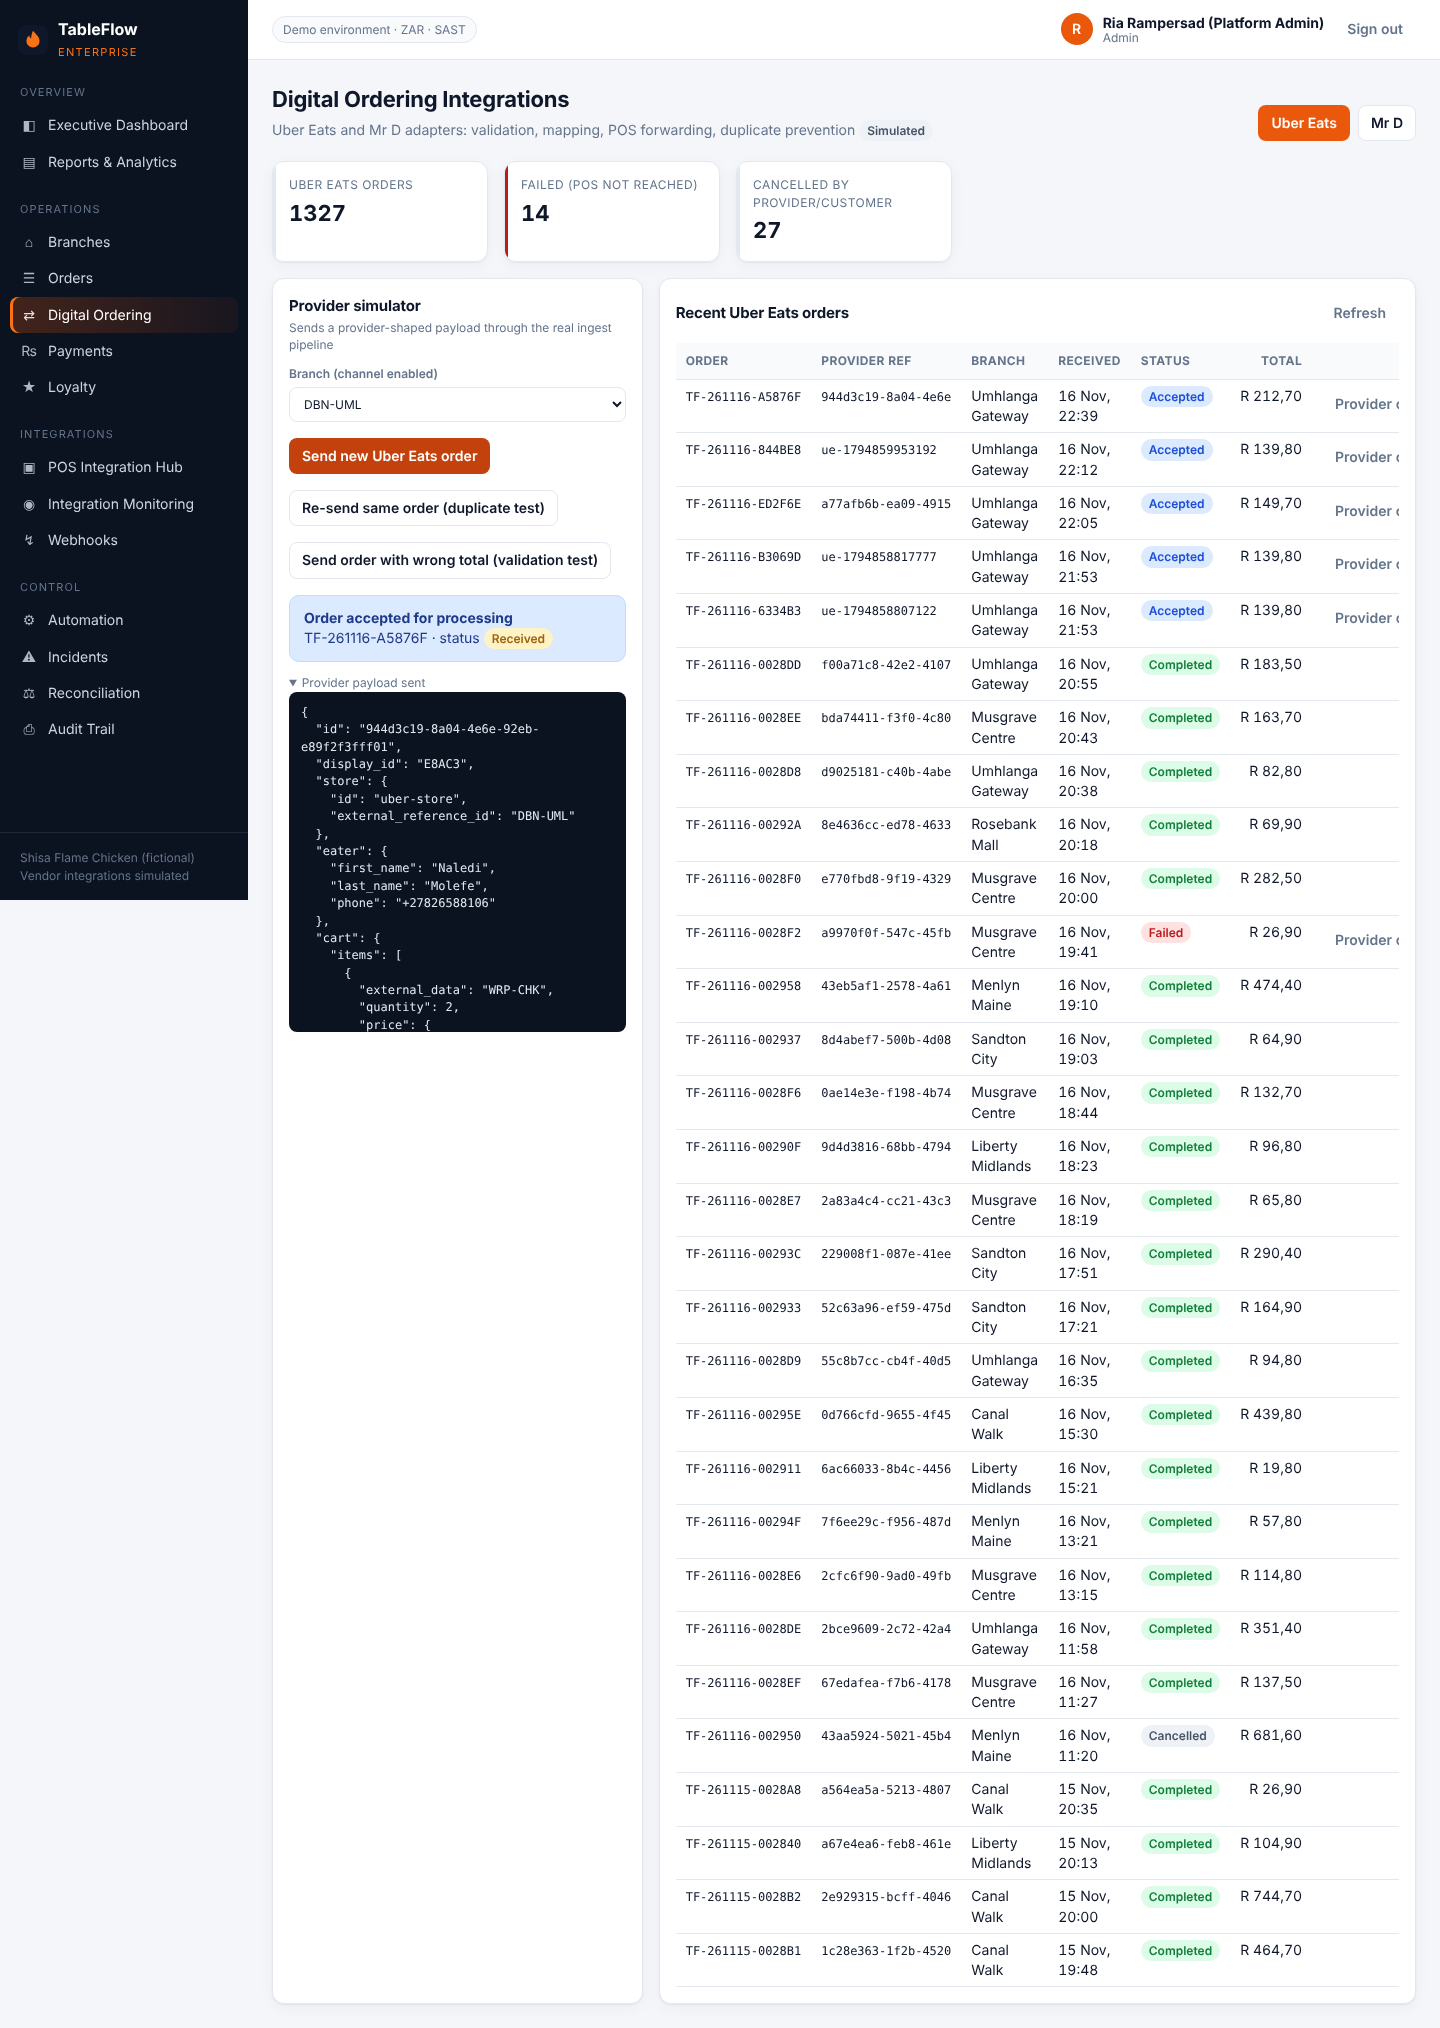 TableFlow
ENTERPRISE
OVERVIEW
Executive Dashboard
Reports & Analytics
OPERATIONS
Branches
Orders
Digital Ordering
Rs Payments
Loyalty
INTEGRATIONS
POS Integration Hub
Integration Monitoring
Webhooks
CONTROL
Automation
Incidents
Reconciliation
Audit Trail
Shisa Flame Chicken (fictional)
Vendor integrations simulated
Demo environment · ZAR · SAST
R
Ria Rampersad (Platform Admin)
Admin
Sign out
Digital Ordering Integrations
Uber Eats and Mr D adapters: validation, mapping, POS forwarding, duplicate prevention Simulated
Uber Eats
Mr D
UBER EATS ORDERS
1327
FAILED (POS NOT REACHED)
14
CANCELLED BY
PROVIDER/CUSTOMER
27
Provider simulator
Sends a provider-shaped payload through the real ingest
pipeline
Branch (channel enabled)
DBN-UML
Send new Uber Eats order
Re-send same order (duplicate test)
Send order with wrong total (validation test)
Order accepted for processing
TF-261116-A5876F · status Received
▼ Provider payload sent
{
"id": "944d3c19-8a04-4e6e-92eb-
e89f2f3fff01",
"display_id": "E8AC3",
"store": {
"id": "uber-store",
"external_reference_id": "DBN-UML"
},
"eater": {
"first_name": "Naledi",
"last_name": "Molefe",
"phone": "+27826588106"
},
"cart": {
"items": [
{
"external_data": "WRP-CHK",
"quantity": 2,
"price": {
Recent Uber Eats orders
Refresh
ORDER PROVIDER REF BRANCH RECEIVED STATUS TOTAL
TF-261116-A5876F 944d3c19-8a04-4e6e Umhlanga Gateway 16 Nov, 22:39 Accepted R 212,70 Provider c
TF-261116-844BE8 ue-1794859953192 Umhlanga Gateway 16 Nov, 22:12 Accepted R 139,80 Provider c
TF-261116-ED2F6E a77afb6b-ea09-4915 Umhlanga Gateway 16 Nov, 22:05 Accepted R 149,70 Provider c
TF-261116-B3069D ue-1794858817777 Umhlanga Gateway 16 Nov, 21:53 Accepted R 139,80 Provider c
TF-261116-6334B3 ue-1794858807122 Umhlanga Gateway 16 Nov, 21:53 Accepted R 139,80 Provider c
TF-261116-0028DD f00a71c8-42e2-4107 Umhlanga Gateway 16 Nov, 20:55 Completed R 183,50
TF-261116-0028EE bda74411-f3f0-4c80 Musgrave Centre 16 Nov, 20:43 Completed R 163,70
TF-261116-0028D8 d9025181-c40b-4abe Umhlanga Gateway 16 Nov, 20:38 Completed R 82,80
TF-261116-00292A 8e4636cc-ed78-4633 Rosebank Mall 16 Nov, 20:18 Completed R 69,90
TF-261116-0028F0 e770fbd8-9f19-4329 Musgrave Centre 16 Nov, 20:00 Completed R 282,50
TF-261116-0028F2 a9970f0f-547c-45fb Musgrave Centre 16 Nov, 19:41 Failed R 26,90 Provider c
TF-261116-002958 43eb5af1-2578-4a61 Menlyn Maine 16 Nov, 19:10 Completed R 474,40
TF-261116-002937 8d4abef7-500b-4d08 Sandton City 16 Nov, 19:03 Completed R 64,90
TF-261116-0028F6 0ae14e3e-f198-4b74 Musgrave Centre 16 Nov, 18:44 Completed R 132,70
TF-261116-00290F 9d4d3816-68bb-4794 Liberty Midlands 16 Nov, 18:23 Completed R 96,80
TF-261116-0028E7 2a83a4c4-cc21-43c3 Musgrave Centre 16 Nov, 18:19 Completed R 65,80
TF-261116-00293C 229008f1-087e-41ee Sandton City 16 Nov, 17:51 Completed R 290,40
TF-261116-002933 52c63a96-ef59-475d Sandton City 16 Nov, 17:21 Completed R 164,90
TF-261116-0028D9 55c8b7cc-cb4f-40d5 Umhlanga Gateway 16 Nov, 16:35 Completed R 94,80
TF-261116-00295E 0d766cfd-9655-4f45 Canal Walk 16 Nov, 15:30 Completed R 439,80
TF-261116-002911 6ac66033-8b4c-4456 Liberty Midlands 16 Nov, 15:21 Completed R 19,80
TF-261116-00294F 7f6ee29c-f956-487d Menlyn Maine 16 Nov, 13:21 Completed R 57,80
TF-261116-0028E6 2cfc6f90-9ad0-49fb Musgrave Centre 16 Nov, 13:15 Completed R 114,80
TF-261116-0028DE 2bce9609-2c72-42a4 Umhlanga Gateway 16 Nov, 11:58 Completed R 351,40
TF-261116-0028EF 67edafea-f7b6-4178 Musgrave Centre 16 Nov, 11:27 Completed R 137,50
TF-261116-002950 43aa5924-5021-45b4 Menlyn Maine 16 Nov, 11:20 Cancelled R 681,60
TF-261115-0028A8 a564ea5a-5213-4807 Canal Walk 15 Nov, 20:35 Completed R 26,90
TF-261115-002840 a67e4ea6-feb8-461e Liberty Midlands 15 Nov, 20:13 Completed R 104,90
TF-261115-0028B2 2e929315-bcff-4046 Canal Walk 15 Nov, 20:00 Completed R 744,70
TF-261115-0028B1 1c28e363-1f2b-4520 Canal Walk 15 Nov, 19:48 Completed R 464,70